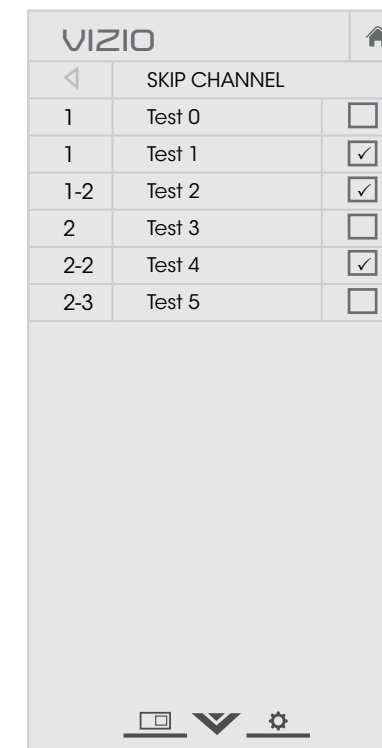 VIZIO
SKIP CHANNEL
1 Test 0
1 Test 1
1-2 Test 2
2 Test 3
2-2 Test 4
2-3 Test 5